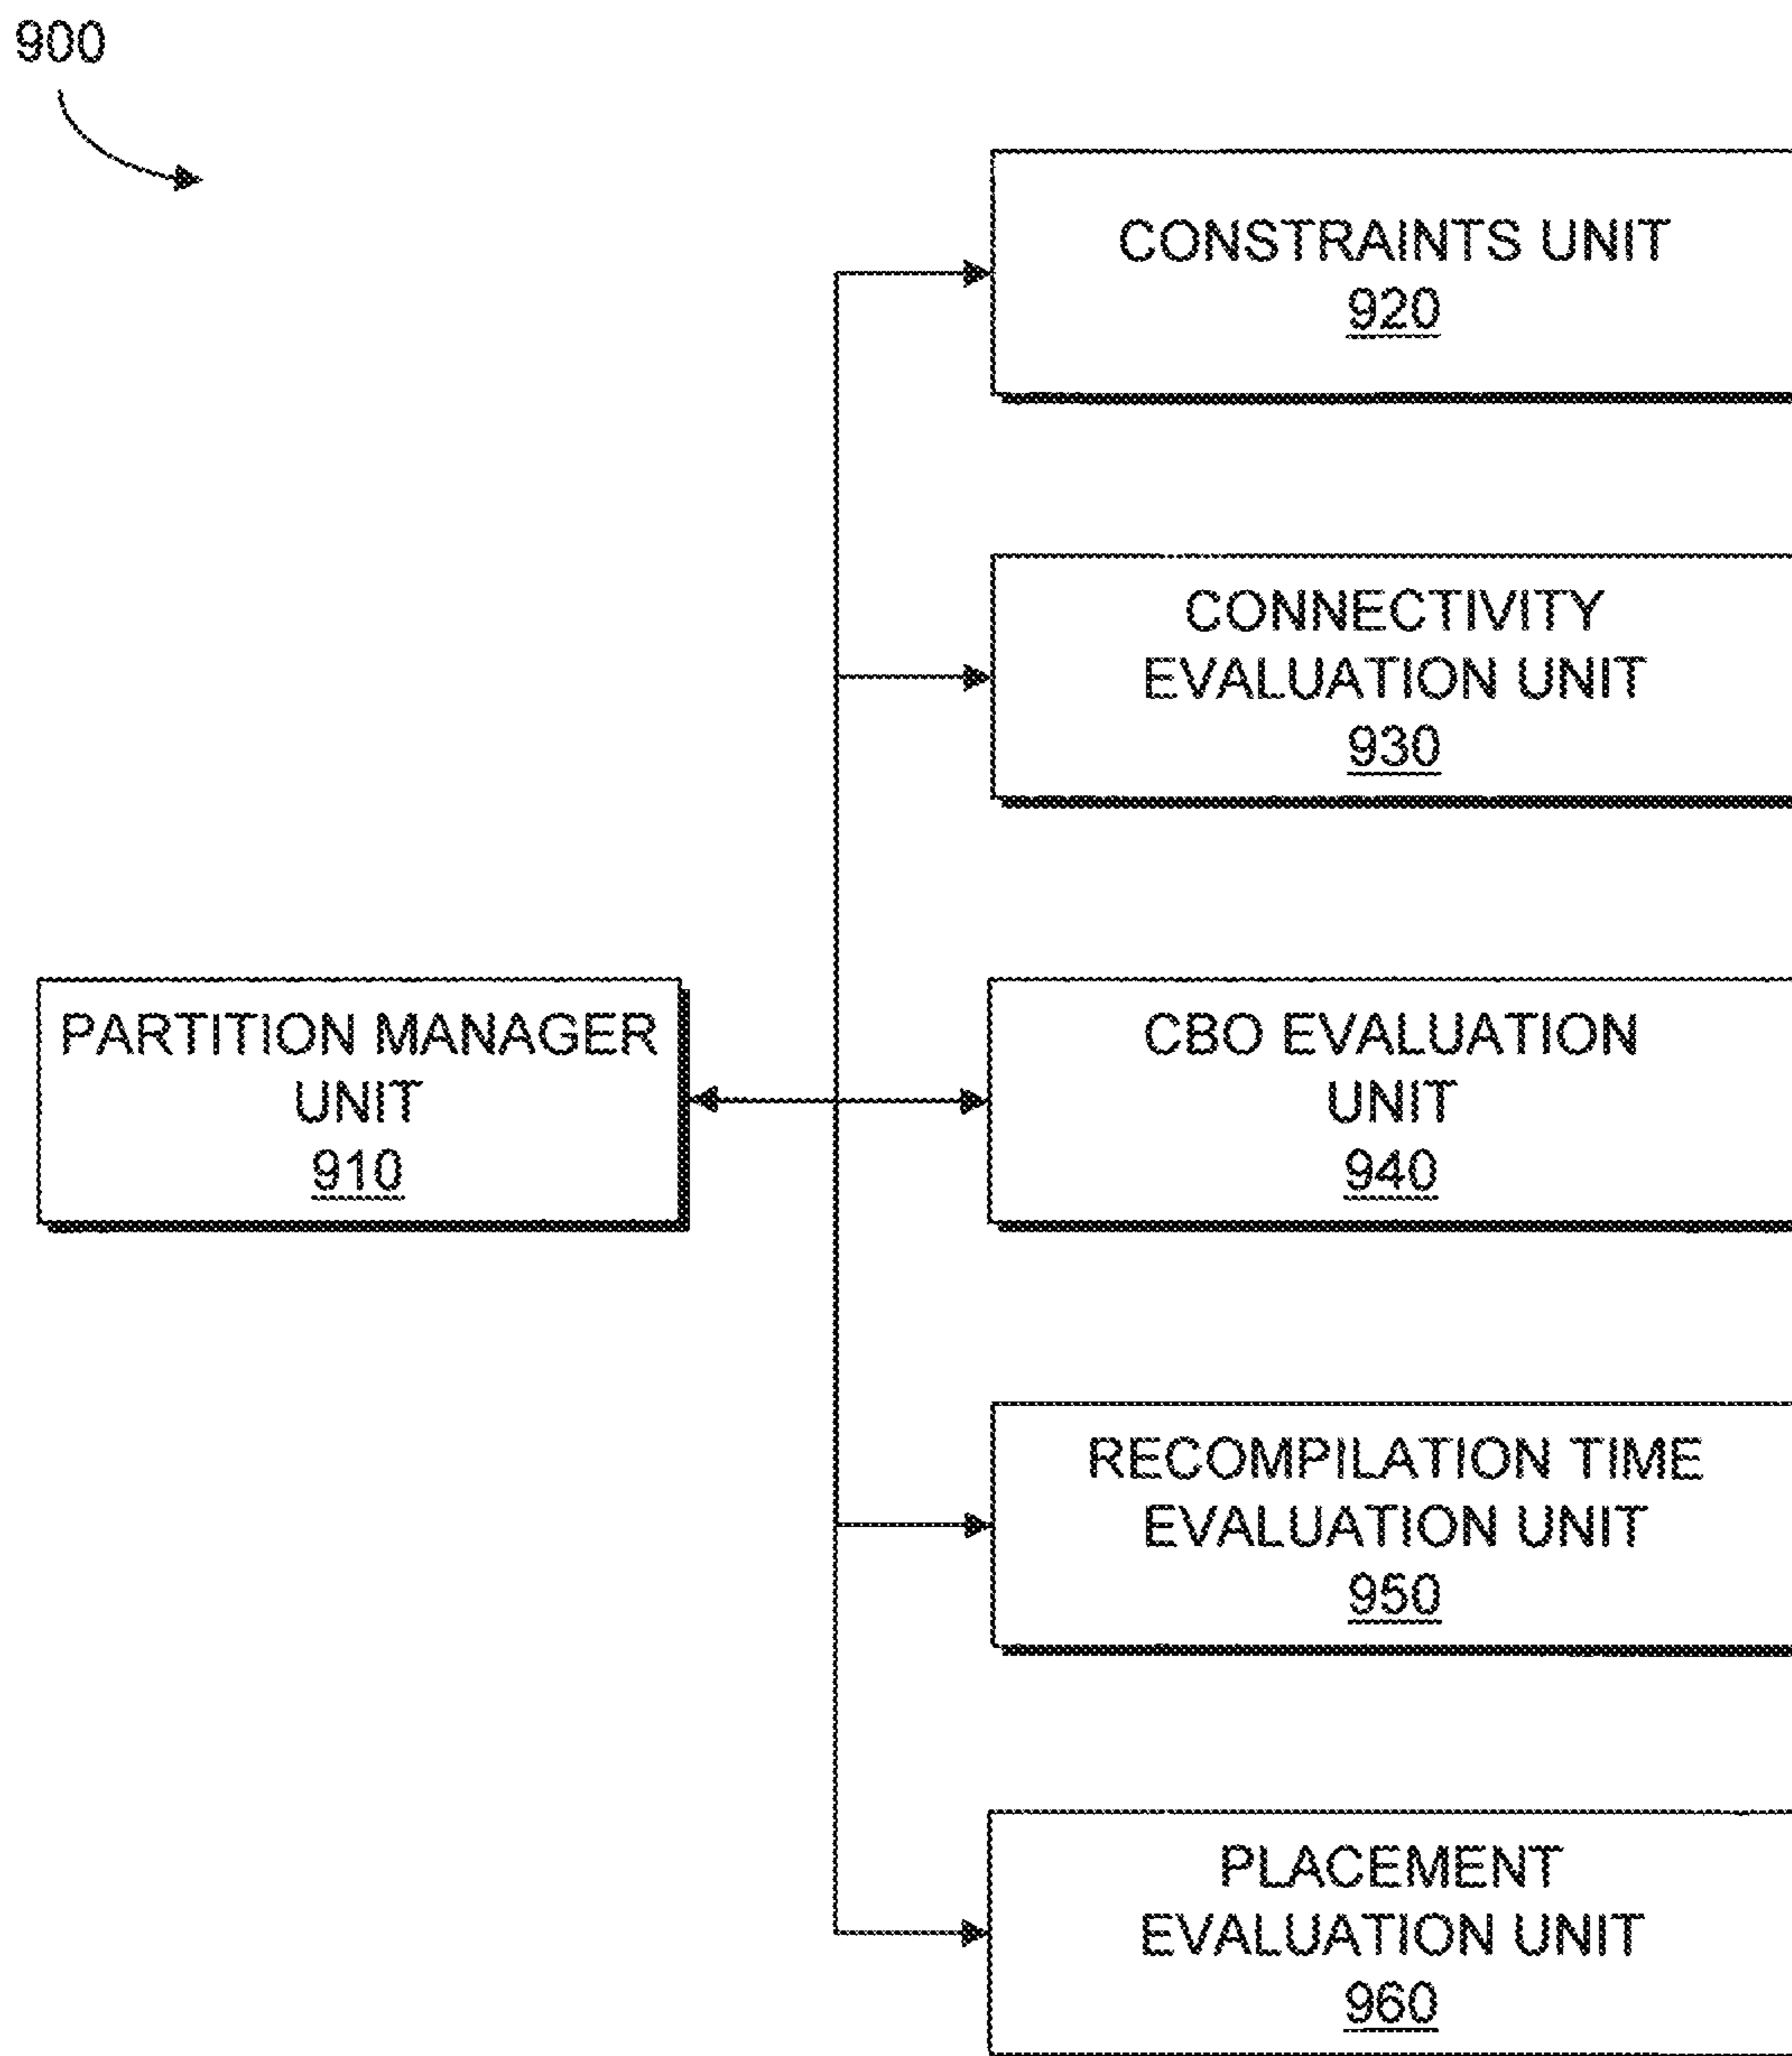 900
CONSTRAINTS UNIT
920
CONNECTIVITY
EVALUATION UNIT
930
PARTITION MANAGER
UNIT
910
CBO EVALUATION
UNIT
940
RECOMPILATION TIME
EVALUATION UNIT
950
PLACEMENT
EVALUATION UNIT
960